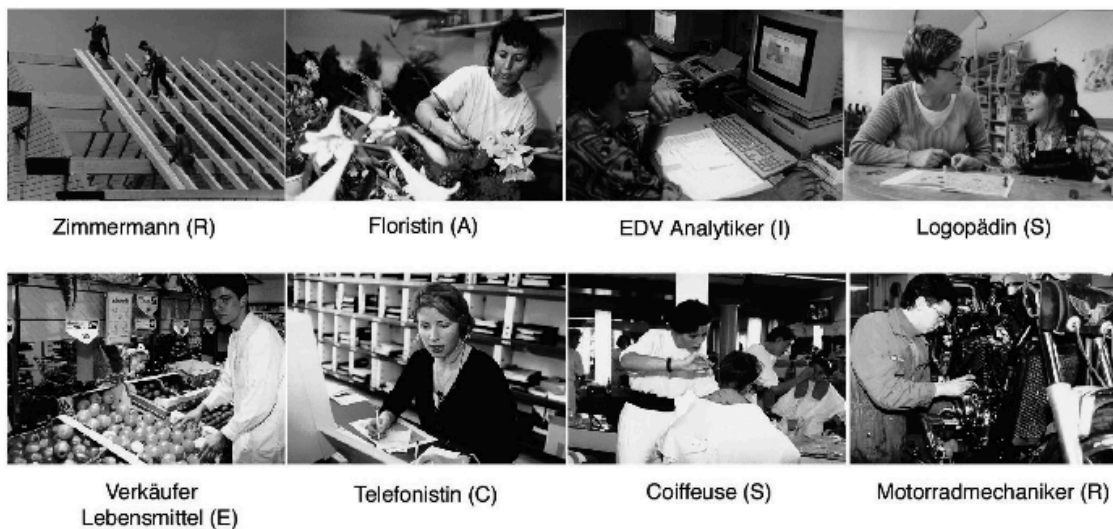 Zimmermann (R)
Floristin (A)
EDV Analytiker (I)
Logopädin (S)
Verkäufer
Lebensmittel (E)
Telefonistin (C)
Coiffeuse (S)
Motorradmechaniker (R)